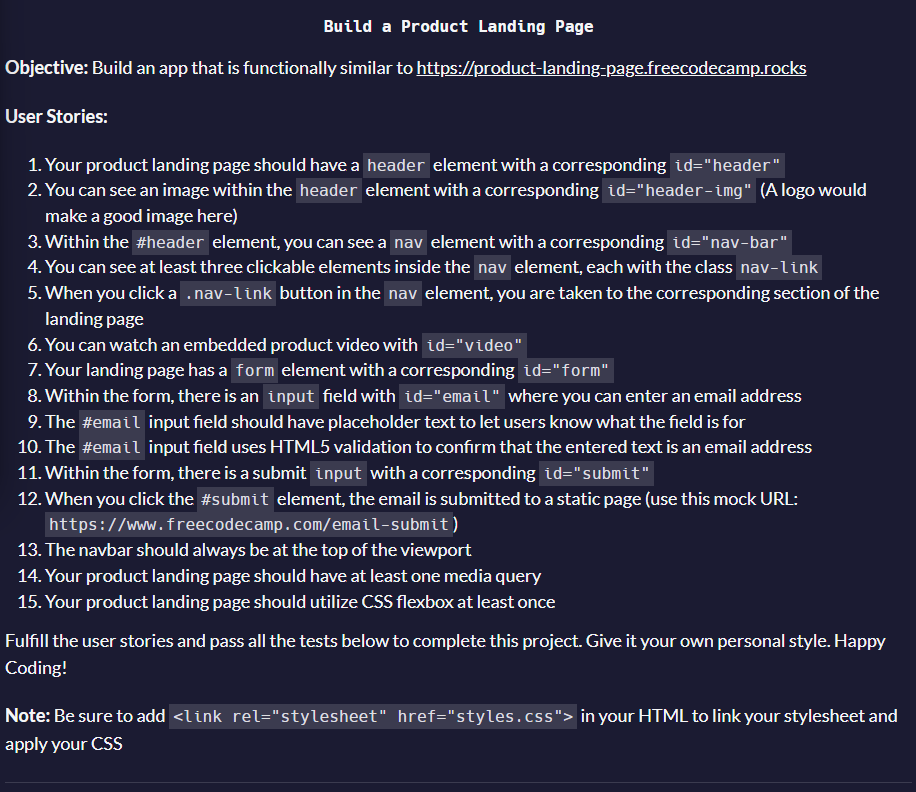 Build a Product Landing Page
Objective: Build an app that is functionally similar to https://product-landing-page.freecodecamp.rocks
User Stories:
1. Your product landing page should have a header element with a corresponding id="header"
2. You can see an image within the header element with a corresponding id="header-img" (A logo would
make a good image here)
3. Within the #header element, you can see a nav element with a corresponding id="nav-bar"
4. You can see at least three clickable elements inside the nav element, each with the class nav-link
5. When you click a .nav-link button in the nav element, you are taken to the corresponding section of the
landing page
6. You can watch an embedded product video with id="video"
7. Your landing page has a form element with a corresponding id="form"
8. Within the form, there is an input field with id="email" where you can enter an email address
9. The #email input field should have placeholder text to let users know what the field is for
10. The #email input field uses HTML5 validation to confirm that the entered text is an email address
11. Within the form, there is a submit input with a corresponding id="submit"
12. When you click the #submit element, the email is submitted to a static page (use this mock URL:
https://www.freecodecamp.com/email-submit)
13. The navbar should always be at the top of the viewport
14. Your product landing page should have at least one media query
15. Your product landing page should utilize CSS flexbox at least once
Fulfill the user stories and pass all the tests below to complete this project. Give it your own personal style. Happy
Coding!
Note: Be sure to add <link rel="stylesheet" href="styles.css"> in your HTML to link your stylesheet and
apply your CSS